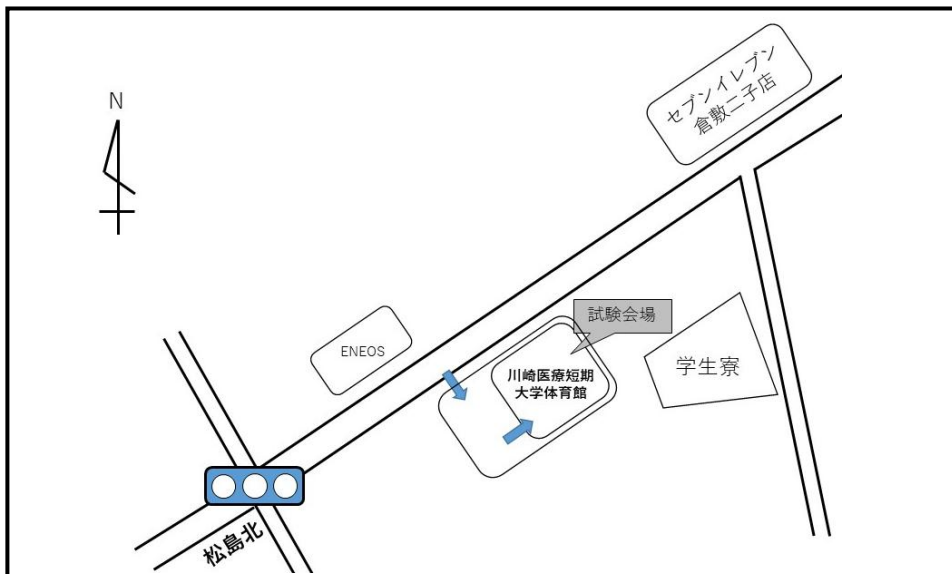 セブンイレブン
倉敷二子店
N
試験会場
ENEOS
川崎医療短期
大学体育館
学生寮
松島北